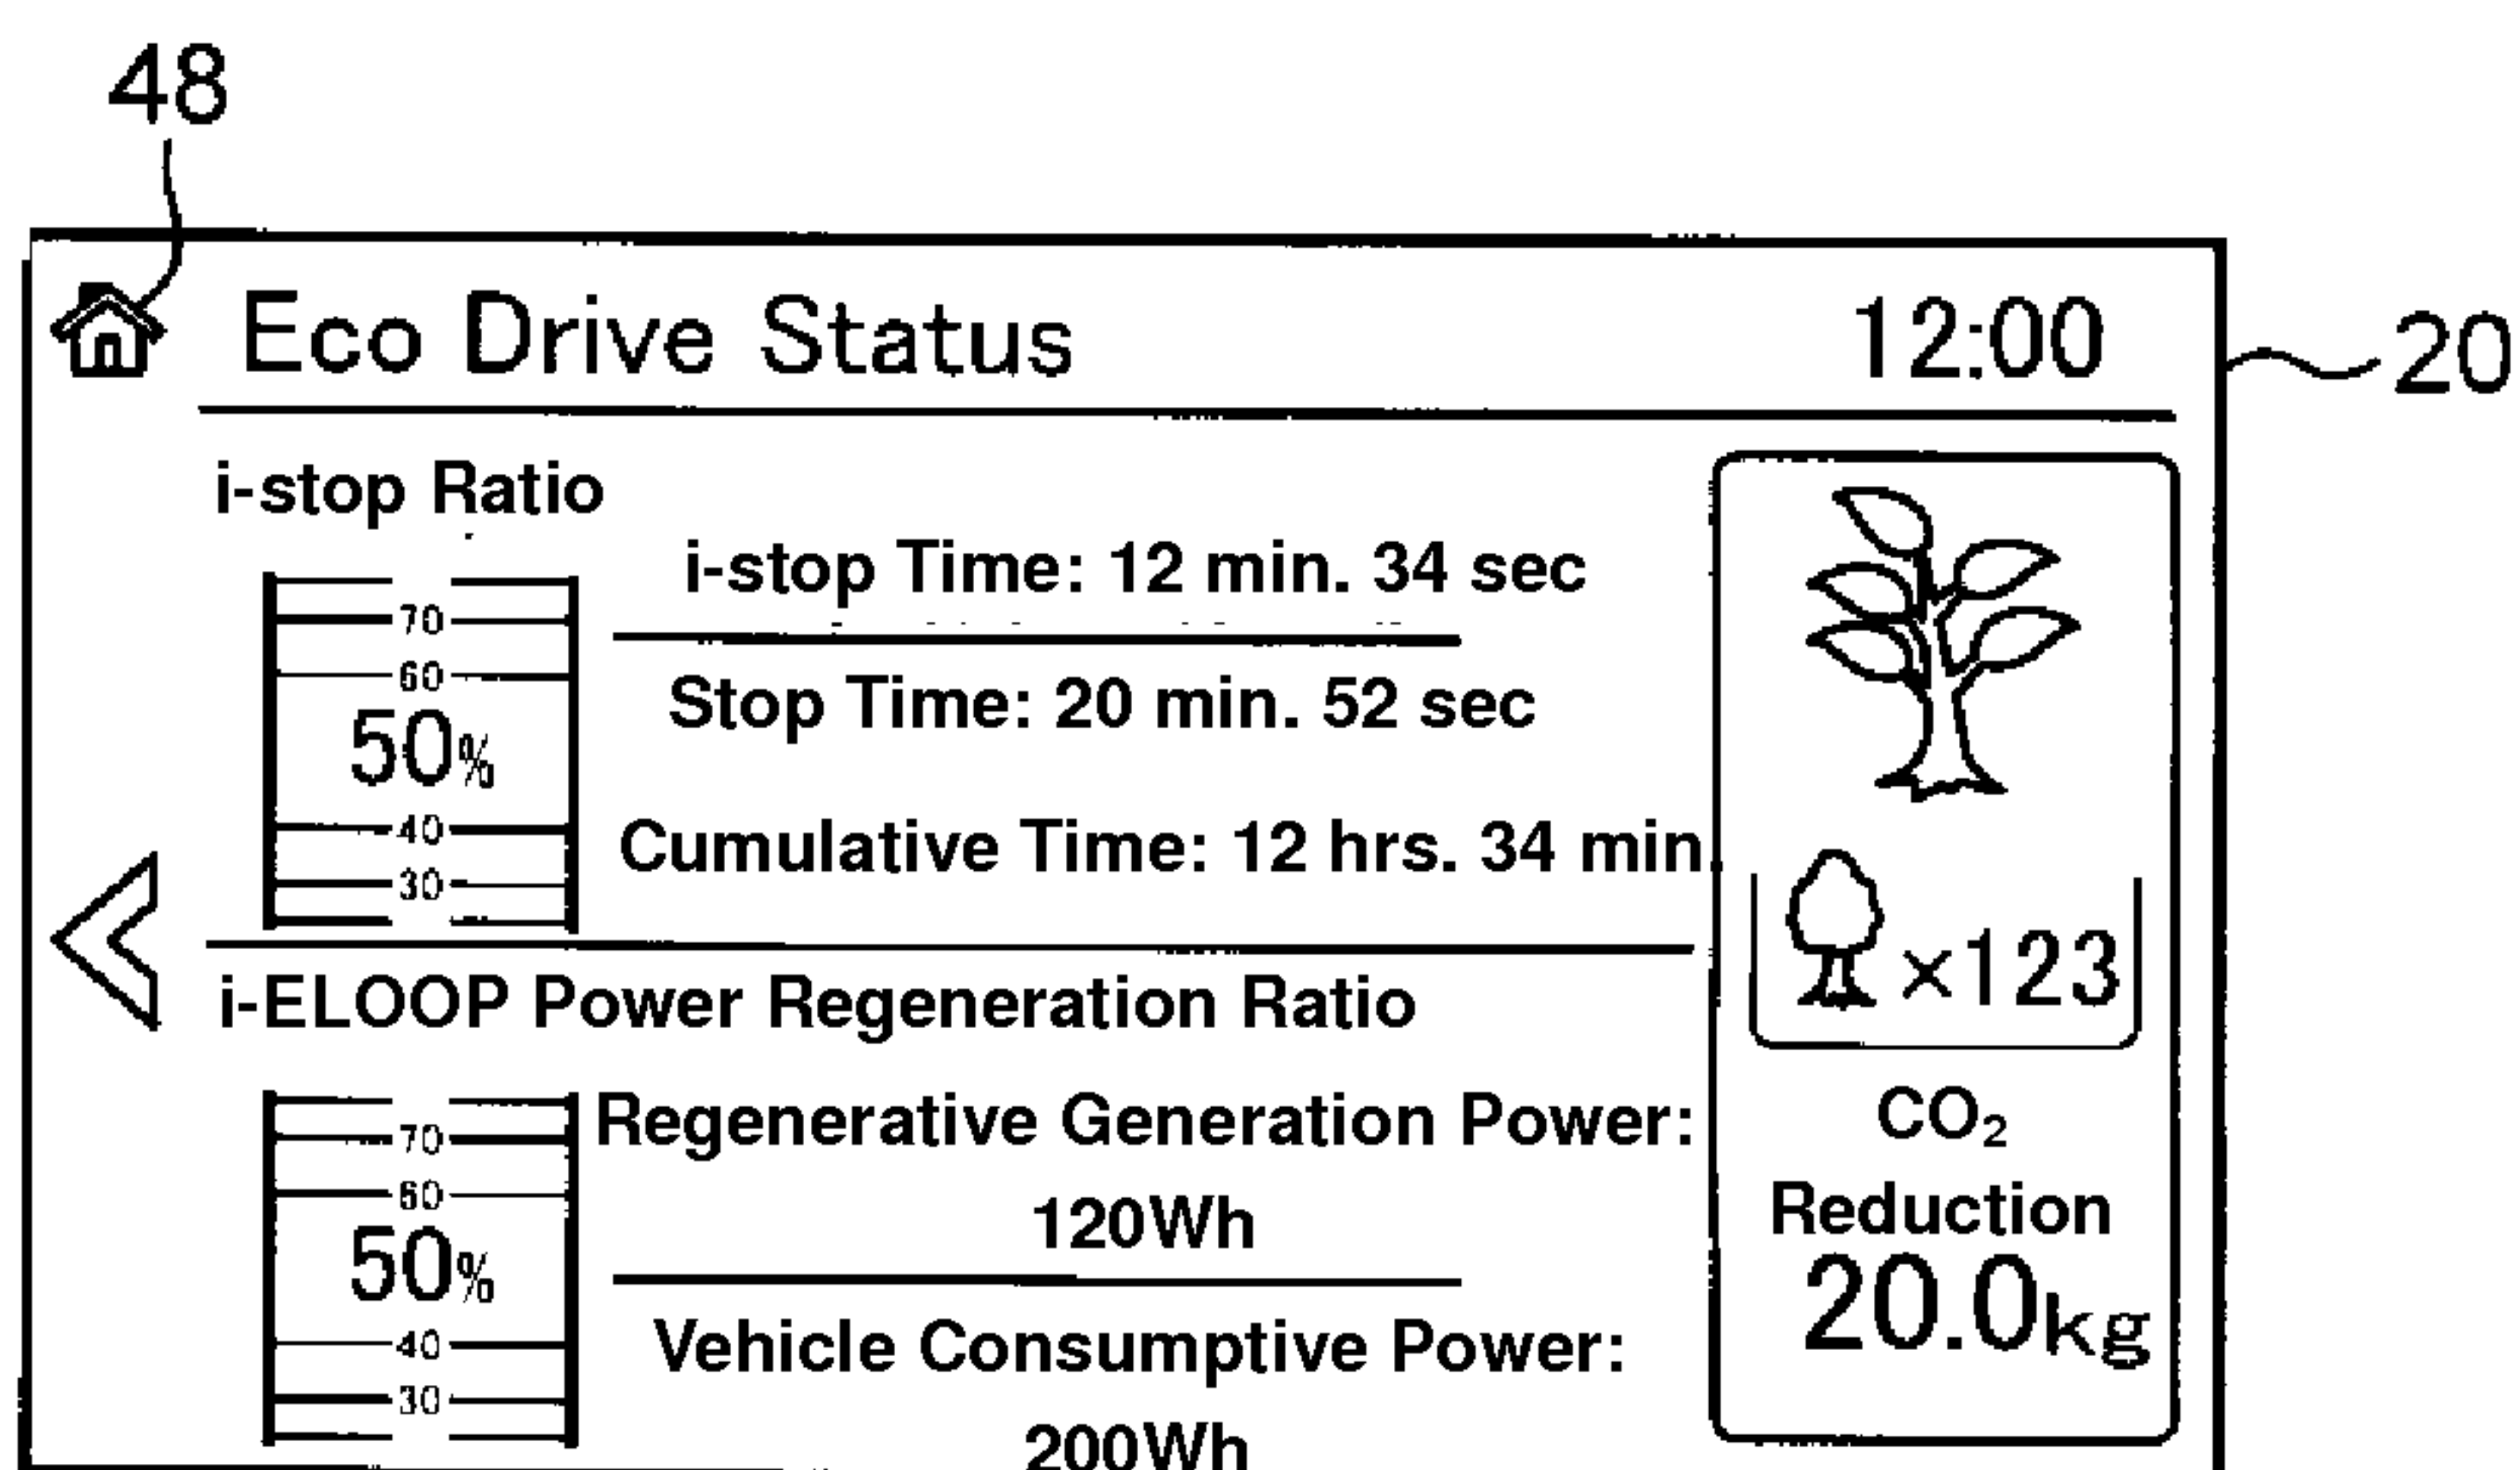 48
Eco Drive Status 12:00
20
i-stop Ratio
70
60
50%
40
30
i-stop Time: 12 min. 34 sec
Stop Time: 20 min. 52 sec
Cumulative Time: 12 hrs. 34 min.
i-ELOOP Power Regeneration Ratio
70
60
50%
40
30
Regenerative Generation Power:
120Wh
Vehicle Consumptive Power:
200Wh
×123
CO₂
Reduction
20.0kg